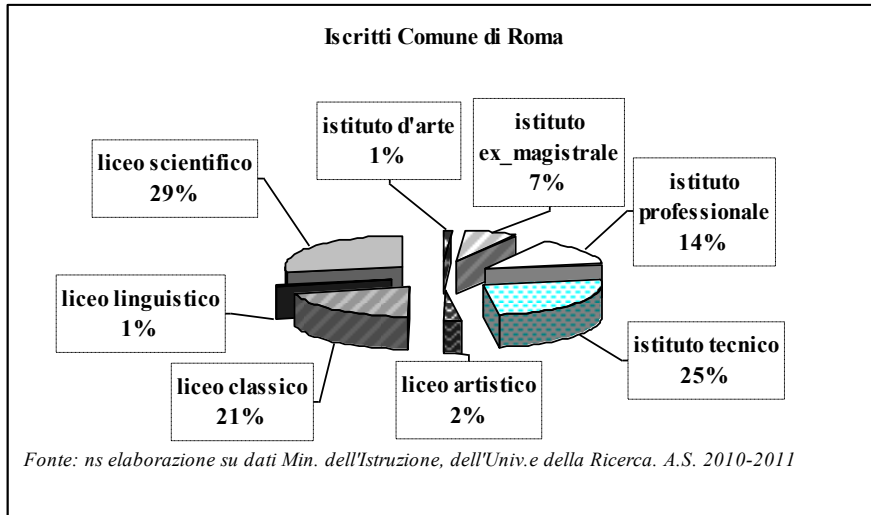 Iscritti Comune di Roma
istituto d'arte
1%
istituto
ex_magistrale
7%
liceo scientifico
29%
istituto
professionale
14%
liceo linguistico
1%
istituto tecnico
25%
liceo classico
21%
liceo artistico
2%
Fonte: ns elaborazione su dati Min. dell'Istruzione, dell'Univ.e della Ricerca. A.S. 2010-2011